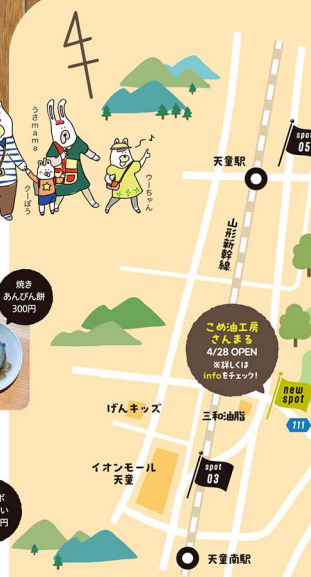 うさmama
くーぼう
ウーちゃん
spot
05
天童駅
山形新幹線
焼き
あんびん餅
300円
こめ油工房
さんまる
4/28 OPEN
※詳しくは
infoをチェック!
new
spot
げんキッズ
三和油脂
111
イオンモール
天童
spot
03
ボ
い
円
天童南駅